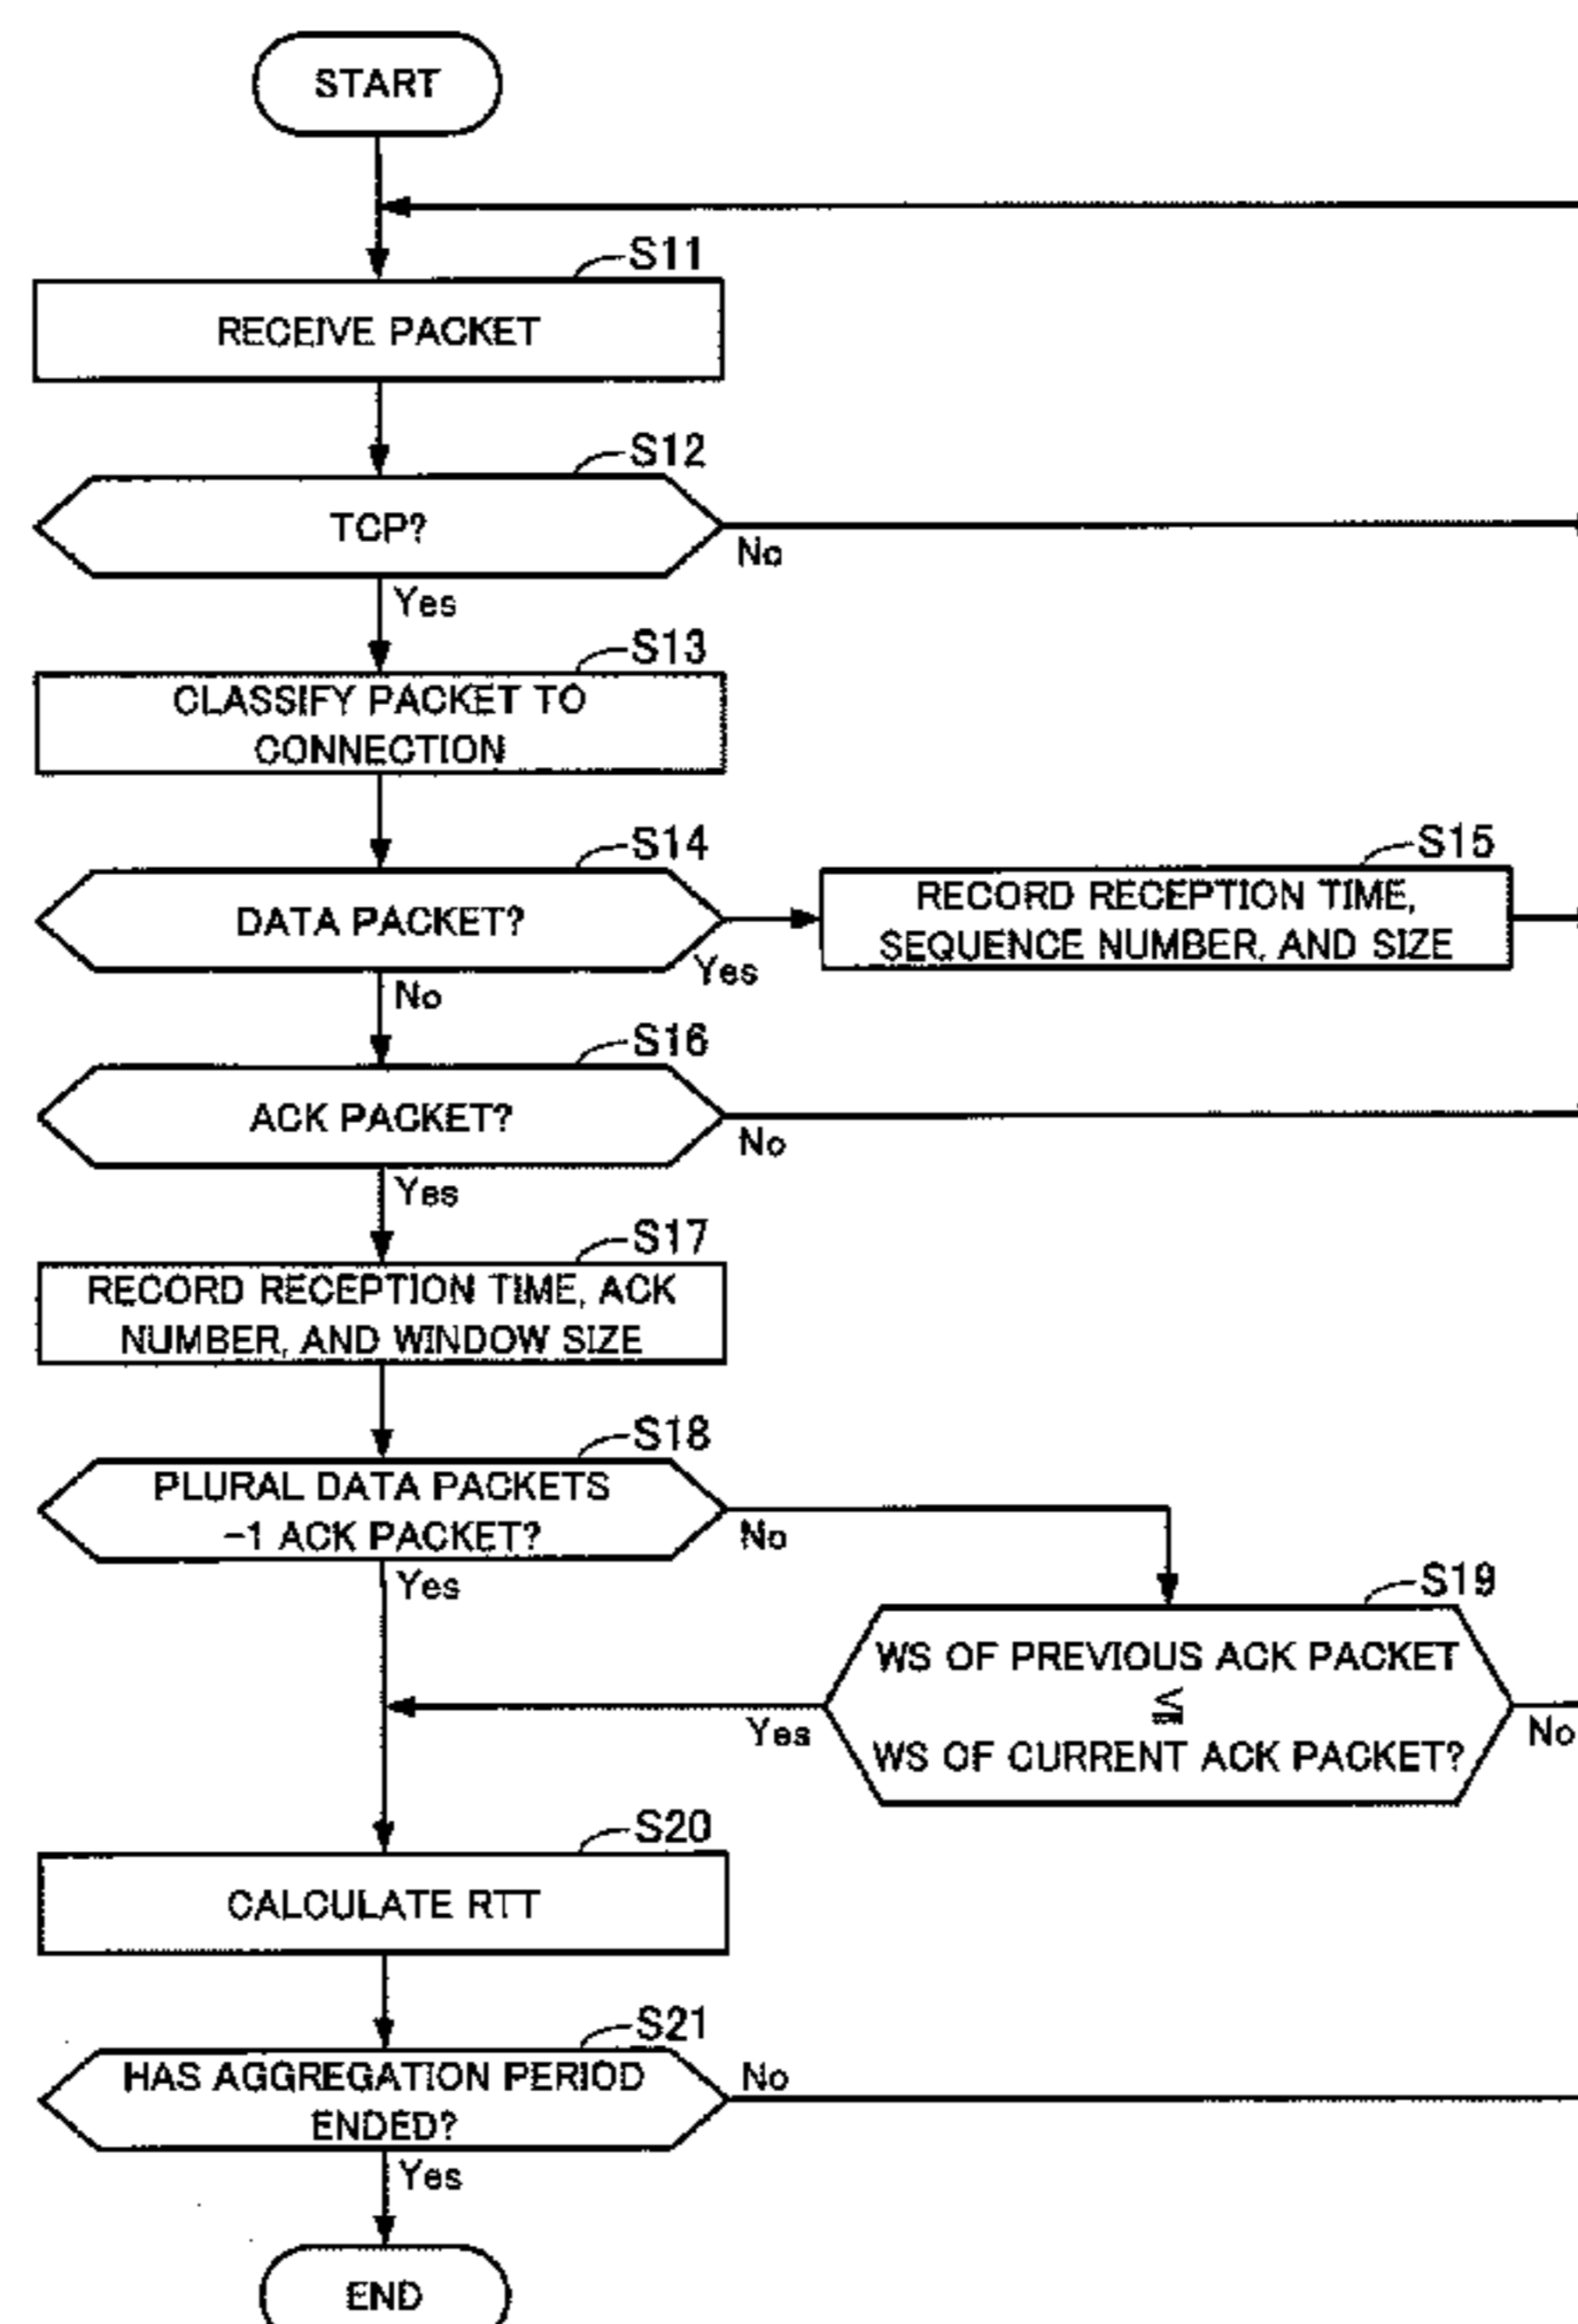 START
S11
RECEIVE PACKET
S12
TCP?
No
Yes
S13
CLASSIFY PACKET TO
CONNECTION
S14
DATA PACKET?
Yes
No
S15
RECORD RECEPTION TIME,
SEQUENCE NUMBER, AND SIZE
S16
ACK PACKET?
No
Yes
S17
RECORD RECEPTION TIME, ACK
NUMBER, AND WINDOW SIZE
S18
PLURAL DATA PACKETS
-1 ACK PACKET?
No
Yes
S19
WS OF PREVIOUS ACK PACKET
≦
WS OF CURRENT ACK PACKET?
Yes
No
S20
CALCULATE RTT
S21
HAS AGGREGATION PERIOD
ENDED?
No
Yes
END